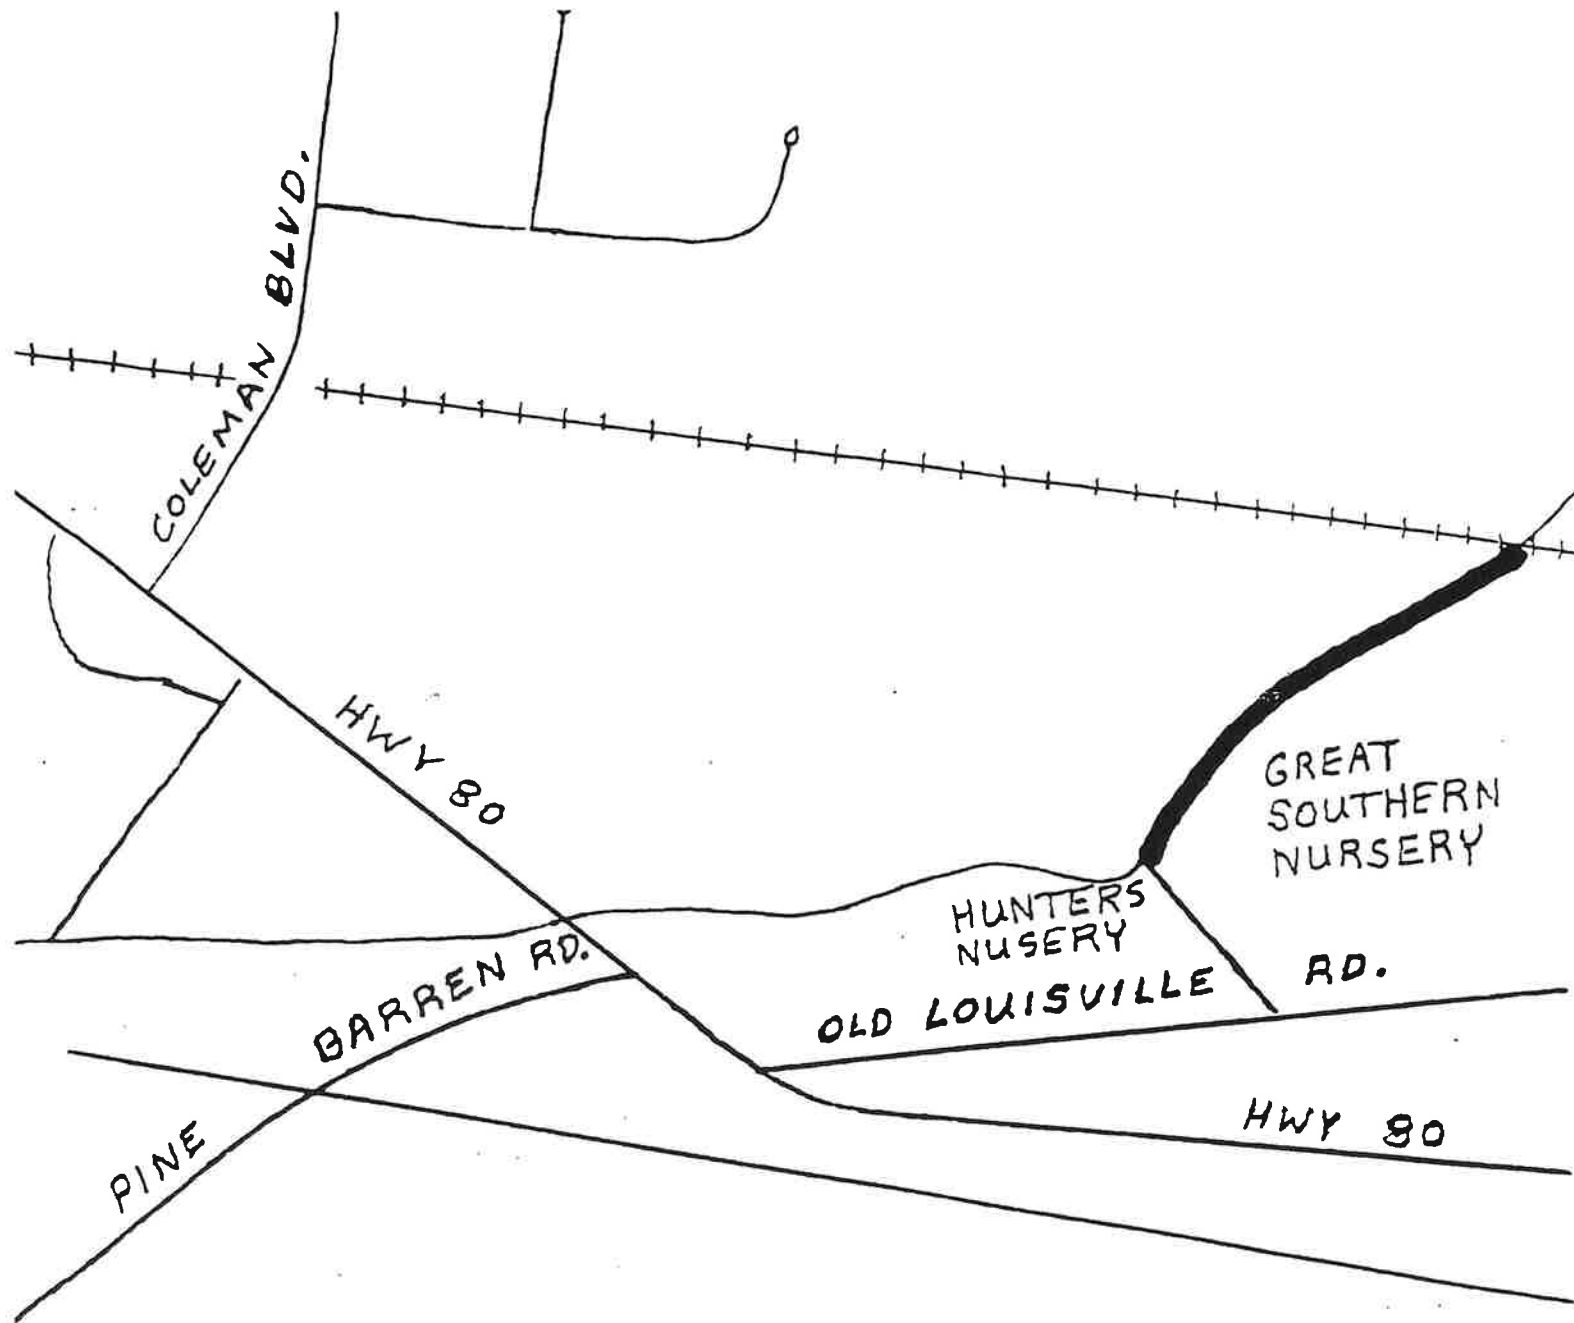 COLEMAN BLVD.
HWY 80
GREAT
SOUTHERN
NURSERY
HUNTERS
NUSERY
OLD LOUISVILLE RD.
PINE BARREN RD.
HWY 80